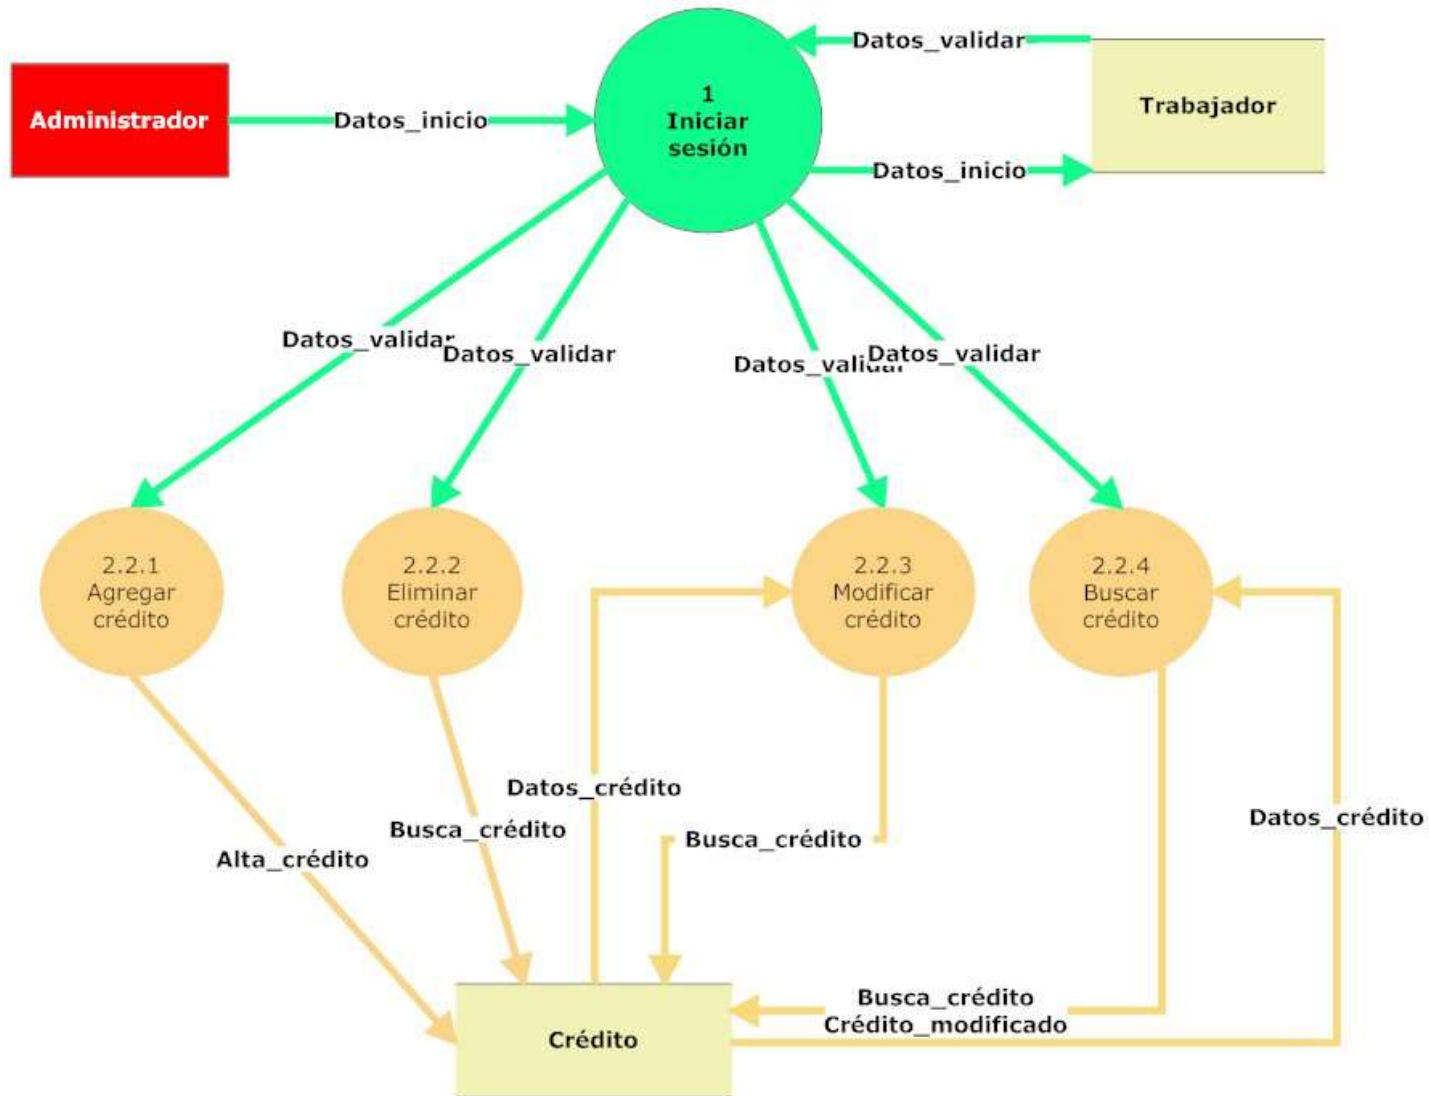 Datos_validar
Administrador
Datos_inicio
1
Iniciar
sesión
Trabajador
Datos_inicio
Datos_validar
Datos_validar
Datos_validar
Datos_validar
2.2.1
Agregar
crédito
2.2.2
Eliminar
crédito
2.2.3
Modificar
crédito
2.2.4
Buscar
crédito
Datos_crédito
Datos_crédito
Busca_crédito
Busca_crédito
Alta_crédito
Busca_crédito
Crédito_modificado
Crédito